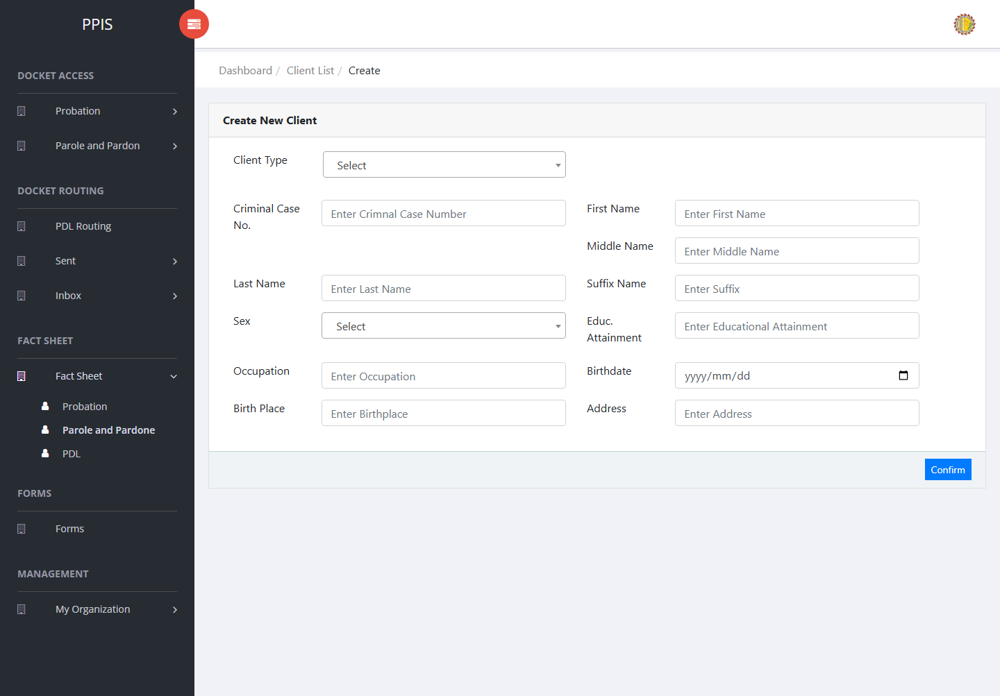 PPIS
DOCKET ACCESS
Probation
Parole and Pardon
DOCKET ROUTING
PDL Routing
Sent
Inbox
FACT SHEET
Fact Sheet
Probation
Parole and Pardone
PDL
FORMS
Forms
MANAGEMENT
My Organization
Dashboard / Client List / Create
Create New Client
Client Type
Select
Criminal Case
No.
Enter Crimnal Case Number
First Name
Enter First Name
Middle Name
Enter Middle Name
Last Name
Enter Last Name
Suffix Name
Enter Suffix
Sex
Select
Educ.
Attainment
Enter Educational Attainment
Occupation
Enter Occupation
Birthdate
yyyy/mm/dd
Birth Place
Enter Birthplace
Address
Enter Address
Confirm